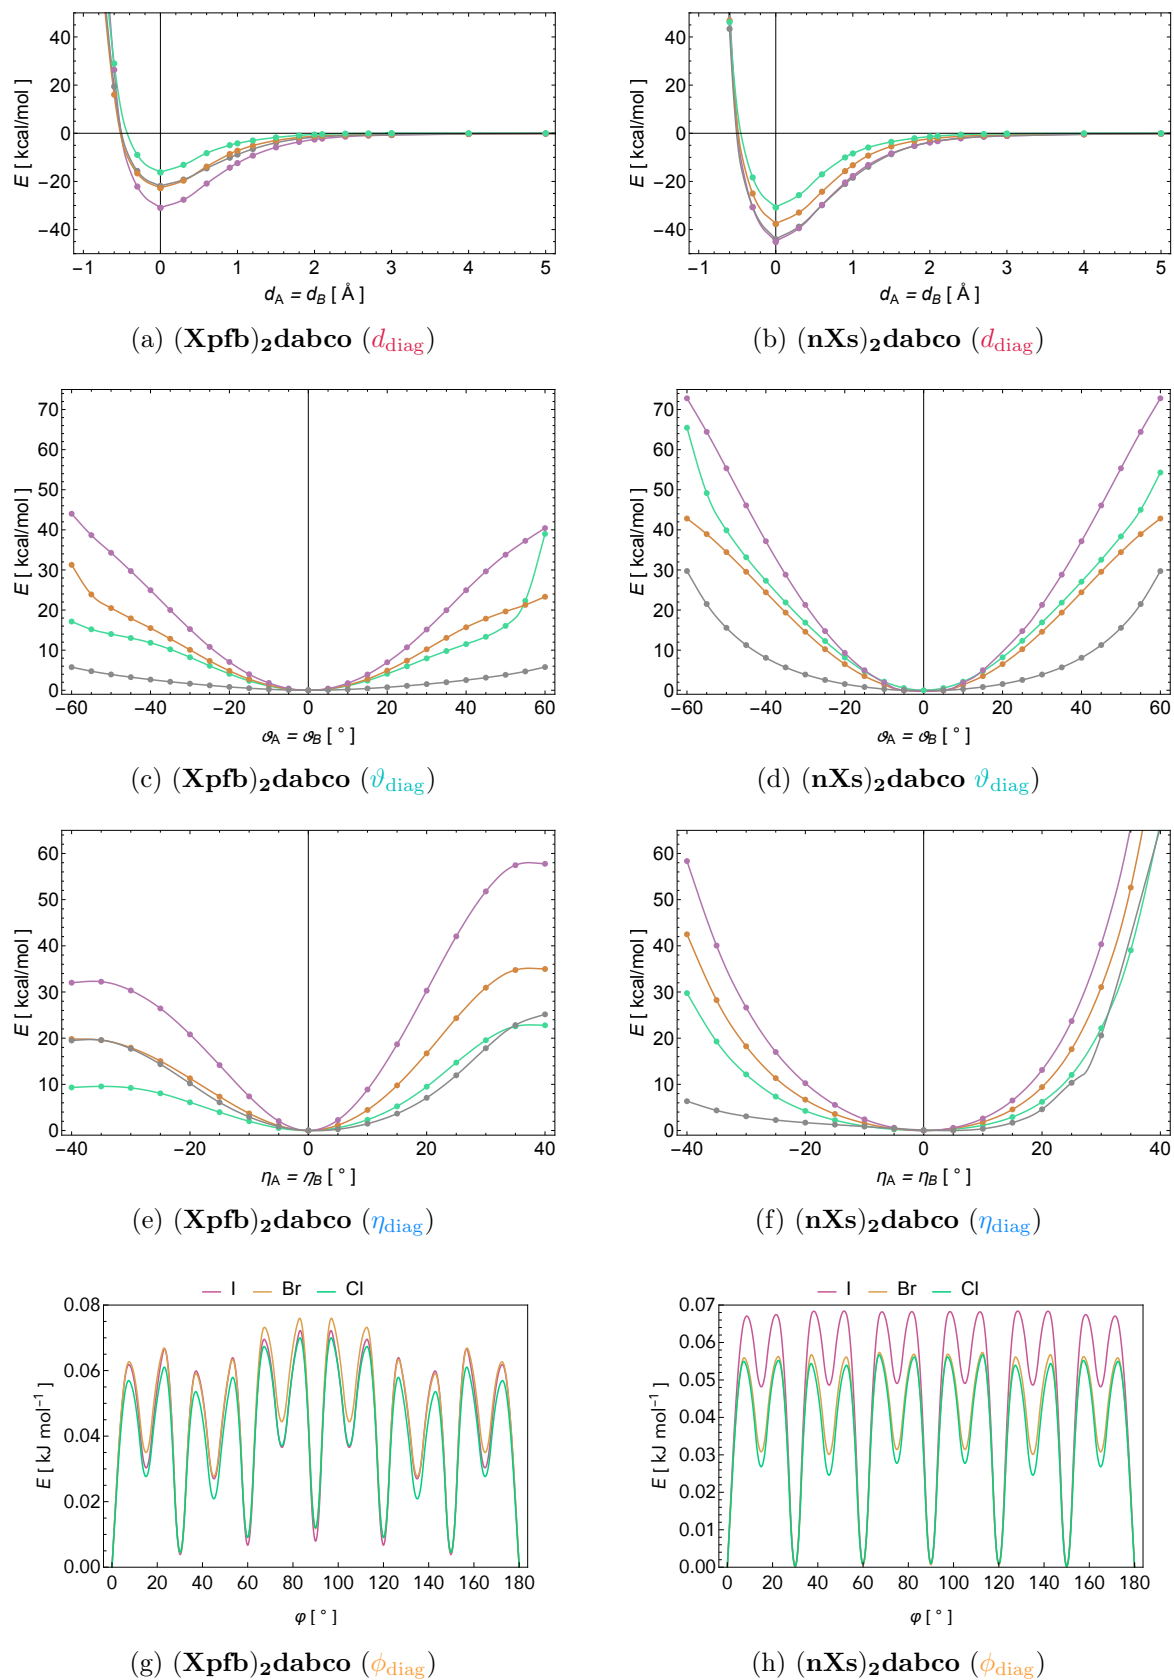 40
20
0
−20
−40
E [ kcal/mol ]
−1 0 1 2 3 4 5
d_A = d_B [ Å ]
(a) (Xpfb)₂dabco (d_diag)
40
20
0
−20
−40
E [ kcal/mol ]
−1 0 1 2 3 4 5
d_A = d_B [ Å ]
(b) (nXs)₂dabco (d_diag)
70
60
50
40
30
20
10
0
E [ kcal/mol ]
−60 −40 −20 0 20 40 60
ϑ_A = ϑ_B [ ° ]
(c) (Xpfb)₂dabco (ϑ_diag)
70
60
50
40
30
20
10
0
E [ kcal/mol ]
−60 −40 −20 0 20 40 60
ϑ_A = ϑ_B [ ° ]
(d) (nXs)₂dabco ϑ_diag)
60
50
40
30
20
10
0
E [ kcal/mol ]
−40 −20 0 20 40
η_A = η_B [ ° ]
(e) (Xpfb)₂dabco (η_diag)
60
50
40
30
20
10
0
E [ kcal/mol ]
−40 −20 0 20 40
η_A = η_B [ ° ]
(f) (nXs)₂dabco (η_diag)
I Br Cl
0.08
0.06
0.04
0.02
0.00
E [ kJ mol⁻¹ ]
0 20 40 60 80 100 120 140 160 180
φ [ ° ]
(g) (Xpfb)₂dabco (ϕ_diag)
I Br Cl
0.07
0.06
0.05
0.04
0.03
0.02
0.01
0.00
E [ kJ mol⁻¹ ]
0 20 40 60 80 100 120 140 160 180
φ [ ° ]
(h) (nXs)₂dabco (ϕ_diag)